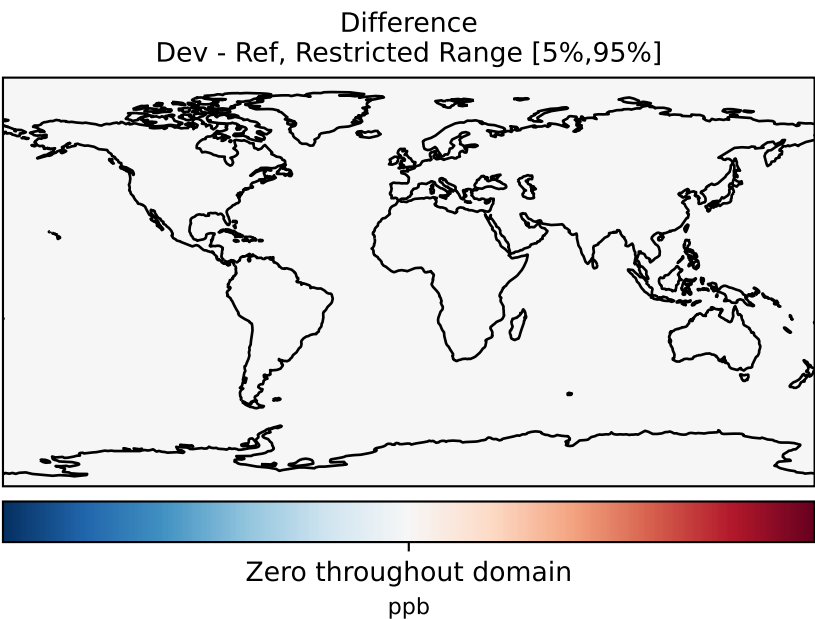 Difference
Dev - Ref, Restricted Range [5%,95%]
Zero throughout domain
ppb